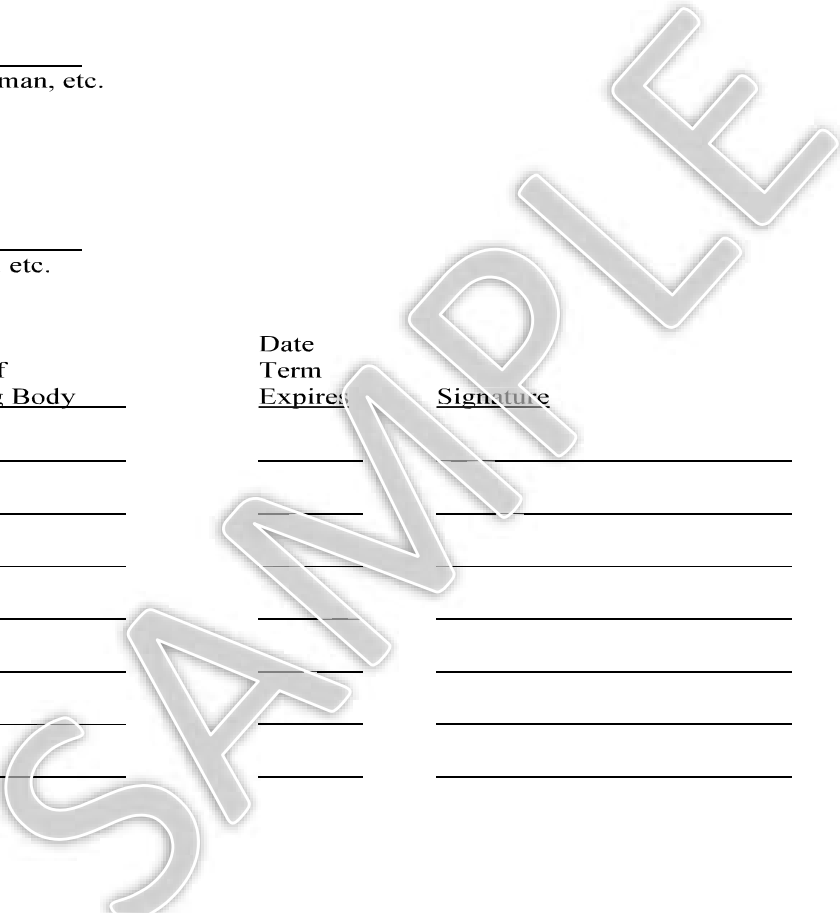 man, etc.
etc.
Date
f Term
g Body Expires Signature
SAMPLE